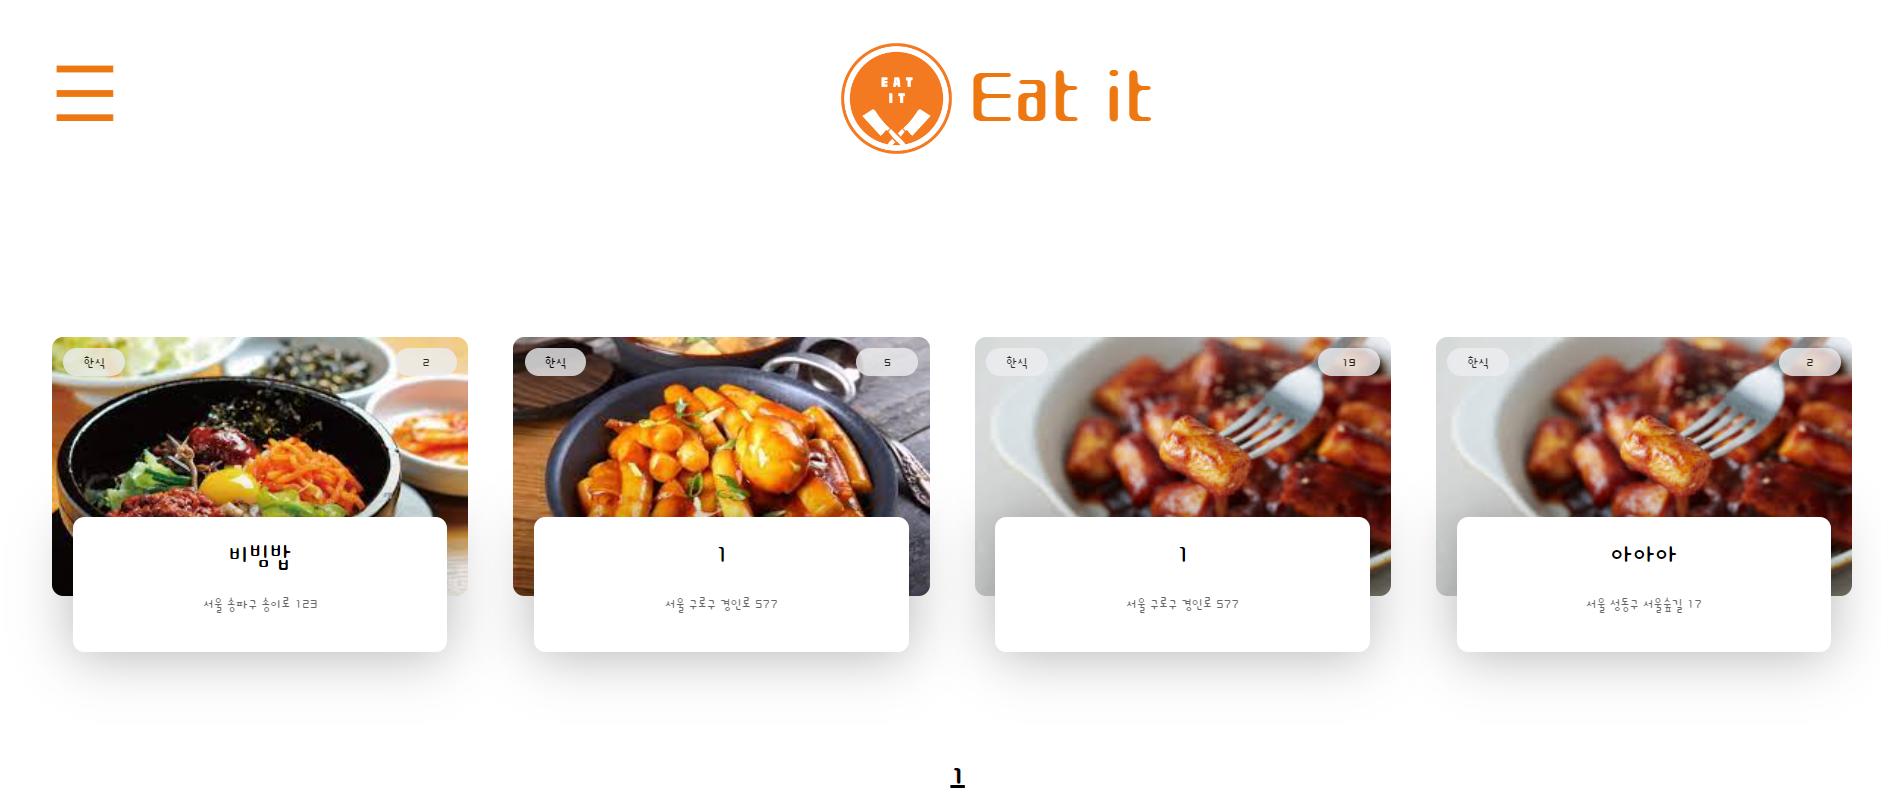 EAT
IT
Eat it
한식
2
비빔밥
서울 송파구 송이로 123
한식
5
1
서울 구로구 경인로 577
한식
19
1
서울 구로구 경인로 577
한식
2
아아아
서울 성동구 서울숲길 17
1